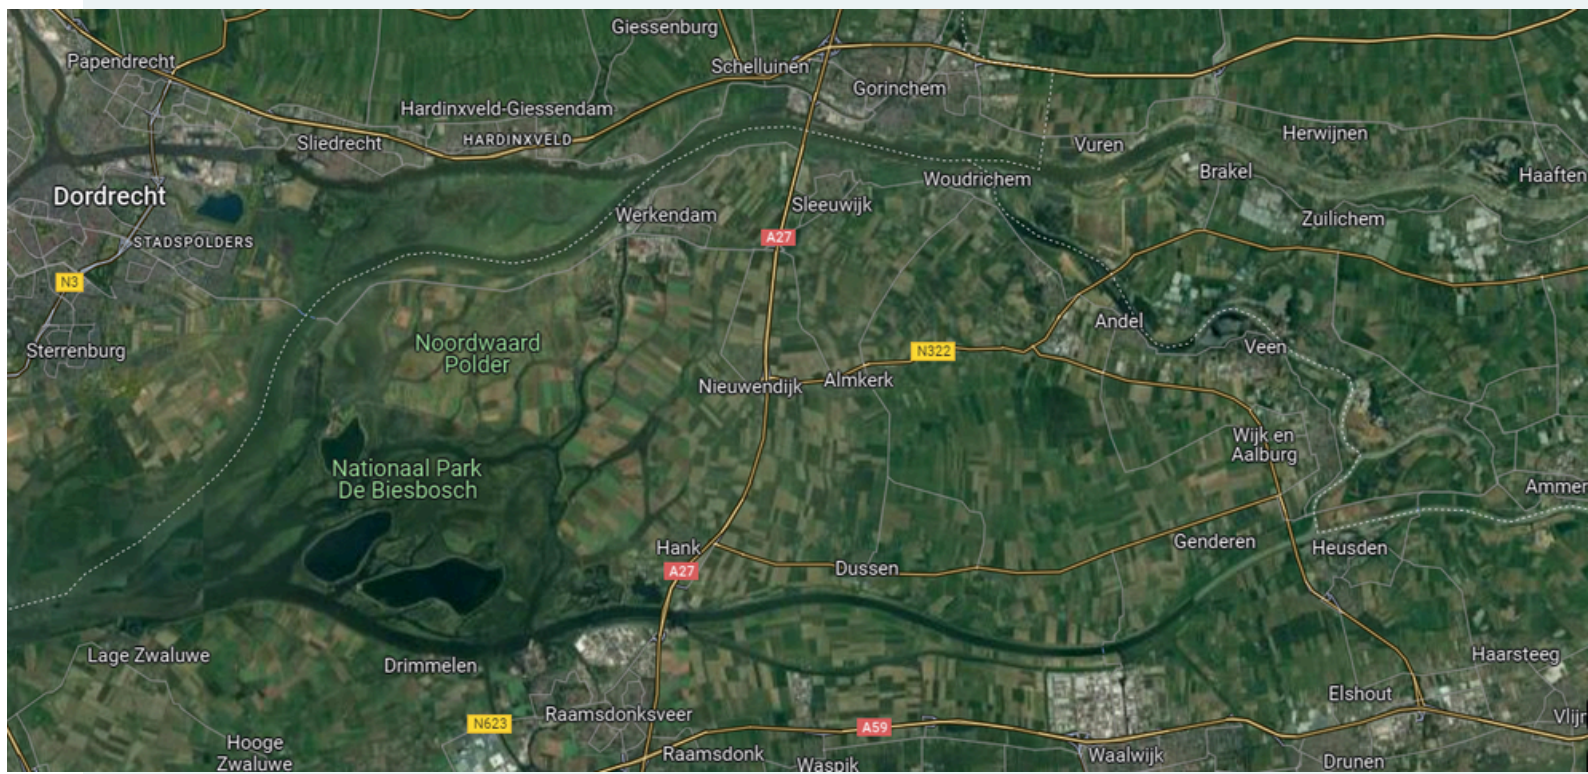 Giessenburg
Papendrecht
Schelluinen
Gorinchem
Hardinxveld-Giessendam
HARDINXVELD
Sliedrecht
Vuren
Herwijnen
Brakel
Haaften
Woudrichem
Dordrecht
Werkendam
Sleeuwijk
Zuilichem
STADSPOLDERS
A27
N3
Andel
Noordwaard
Polder
Veen
Sterrenburg
N322
Nieuwendijk
Almkerk
Wijk en
Aalburg
Nationaal Park
De Biesbosch
Ammer
Hank
Genderen
Heusden
A27
Dussen
Lage Zwaluwe
Drimmelen
Haarsteeg
Elshout
Raamsdonksveer
N623
A59
Vlijm
Hooge
Zwaluwe
Raamsdonk
Waspik
Waalwijk
Drunen